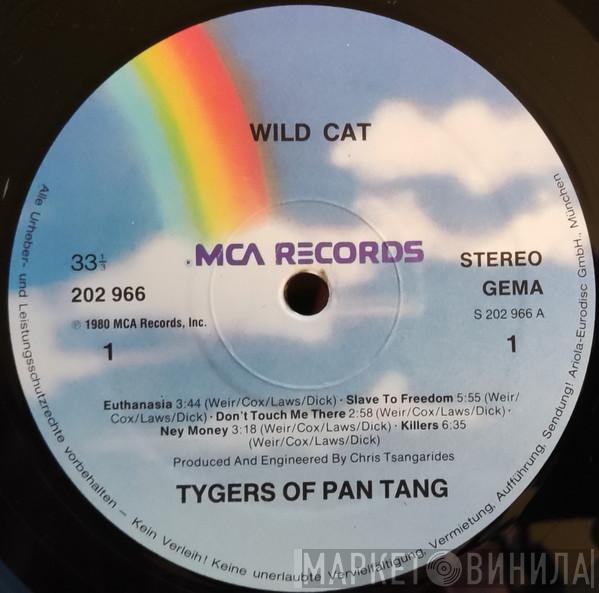 WILD CAT
MCA RECORDS
33⅓
202 966
℗ 1980 MCA Records, Inc.
1
STEREO
GEMA
S 202 966 A
1
Euthanasia 3:44 (Weir/Cox/Laws/Dick) · Slave To Freedom 5:55 (Weir/
Cox/Laws/Dick) · Don't Touch Me There 2:58 (Weir/Cox/Laws/Dick) ·
Ney Money 3:18 (Weir/Cox/Laws/Dick) · Killers 6:35
(Weir/Cox/Laws/Dick)
Produced And Engineered By Chris Tsangarides
TYGERS OF PAN TANG
Alle Urheber- und Leistungsschutzrechte vorbehalten – Kein Verleih! Keine unerlaubte Vervielfältigung, Vermietung, Aufführung, Sendung! Ariola-Eurodisc GmbH., München
МАРКЕТ ВИНИЛА